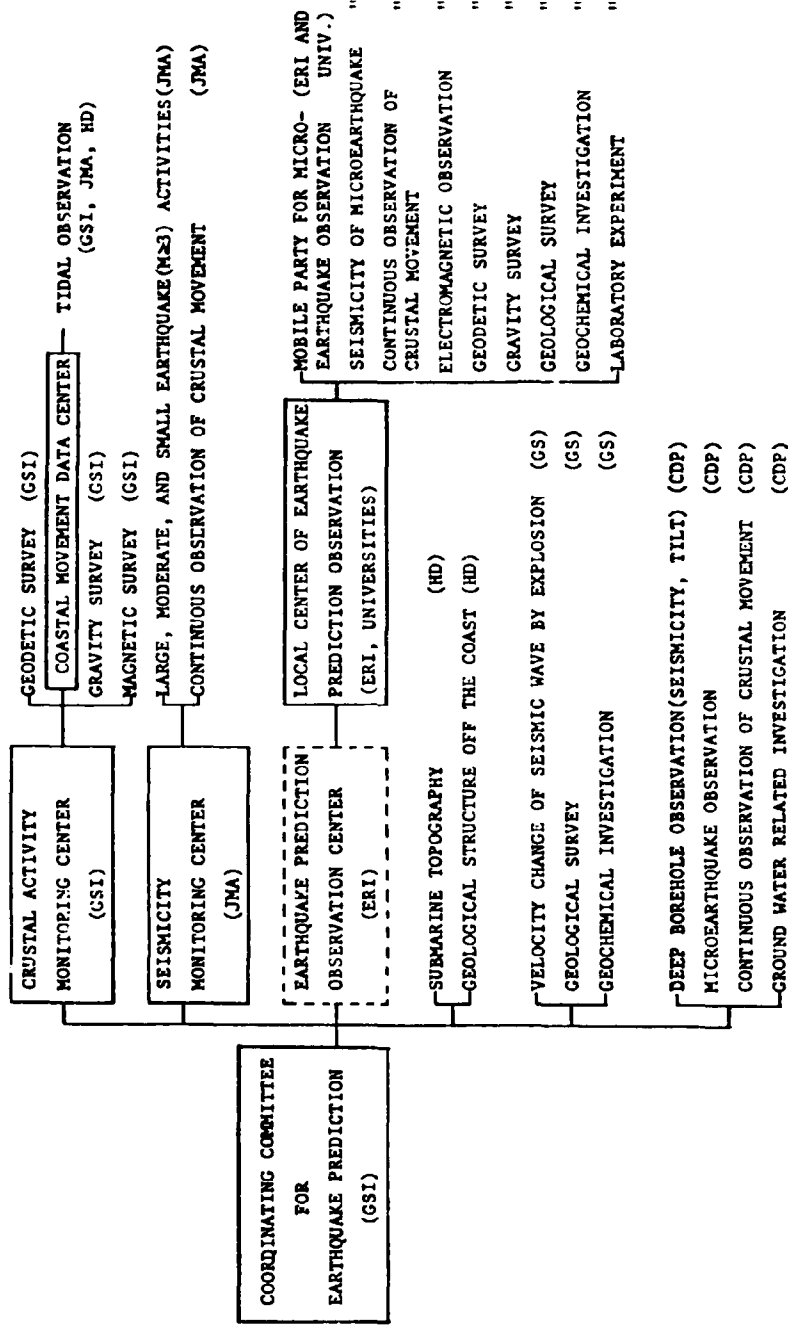 COORDINATING COMMITTEE
FOR
EARTHQUAKE PREDICTION
(GSI)
CRUSTAL ACTIVITY
MONITORING CENTER
(GSI)
GEODETIC SURVEY (GSI)
COASTAL MOVEMENT DATA CENTER
TIDAL OBSERVATION
(GSI, JMA, HD)
GRAVITY SURVEY (GSI)
MAGNETIC SURVEY (GSI)
SEISMICITY
MONITORING CENTER
(JMA)
LARGE, MODERATE, AND SMALL EARTHQUAKE(M≥3) ACTIVITIES(JMA)
CONTINUOUS OBSERVATION OF CRUSTAL MOVEMENT (JMA)
EARTHQUAKE PREDICTION
OBSERVATION CENTER
(ERI)
LOCAL CENTER OF EARTHQUAKE
PREDICTION OBSERVATION
(ERI, UNIVERSITIES)
MOBILE PARTY FOR MICRO- (ERI AND
EARTHQUAKE OBSERVATION UNIV.)
SEISMICITY OF MICROEARTHQUAKE "
CONTINUOUS OBSERVATION OF "
CRUSTAL MOVEMENT
ELECTROMAGNETIC OBSERVATION "
GEODETIC SURVEY "
GRAVITY SURVEY "
GEOLOGICAL SURVEY "
GEOCHEMICAL INVESTIGATION "
LABORATORY EXPERIMENT "
SUBMARINE TOPOGRAPHY (HD)
GEOLOGICAL STRUCTURE OFF THE COAST (HD)
VELOCITY CHANGE OF SEISMIC WAVE BY EXPLOSION (GS)
GEOLOGICAL SURVEY (GS)
GEOCHEMICAL INVESTIGATION (GS)
DEEP BOREHOLE OBSERVATION(SEISMICITY, TILT) (CDP)
MICROEARTHQUAKE OBSERVATION (CDP)
CONTINUOUS OBSERVATION OF CRUSTAL MOVEMENT (CDP)
GROUND WATER RELATED INVESTIGATION (CDP)